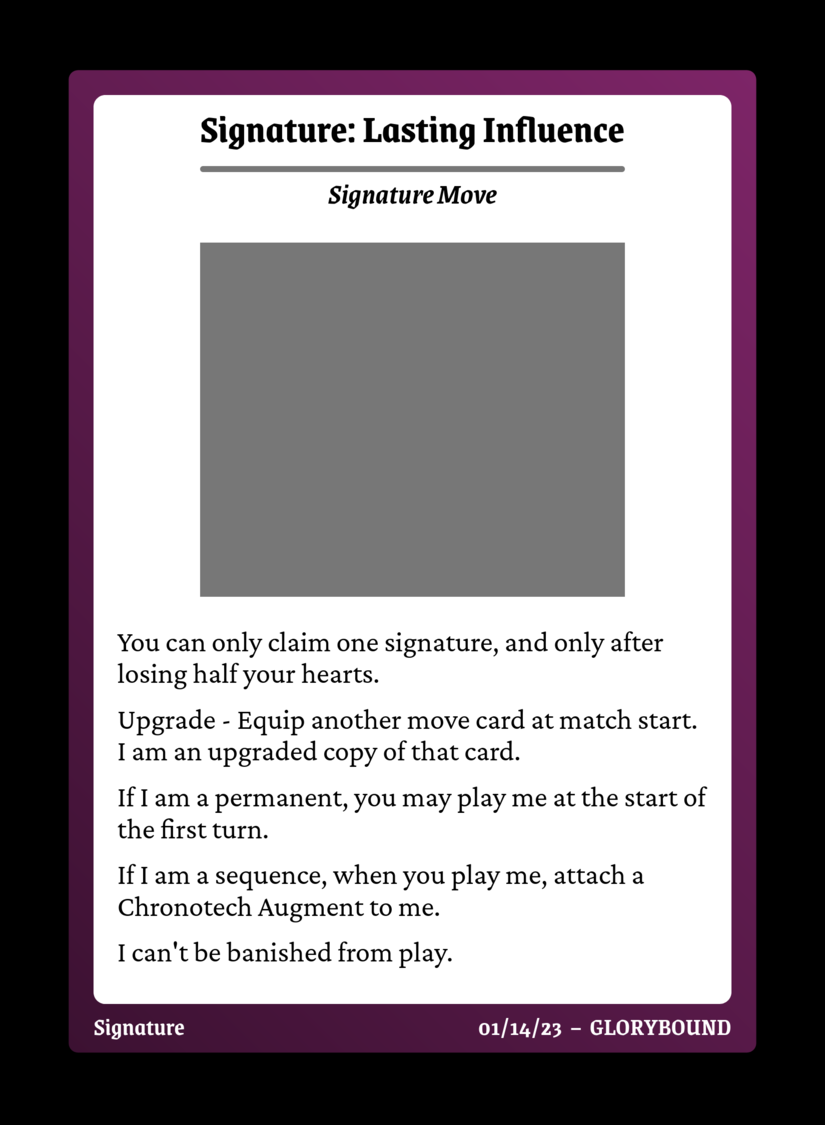 Signature: Lasting Influence
Signature Move
You can only claim one signature, and only after
losing half your hearts.
Upgrade - Equip another move card at match start.
I am an upgraded copy of that card.
If I am a permanent, you may play me at the start of
the first turn.
If I am a sequence, when you play me, attach a
Chronotech Augment to me.
I can't be banished from play.
Signature
01/14/23 – GLORYBOUND